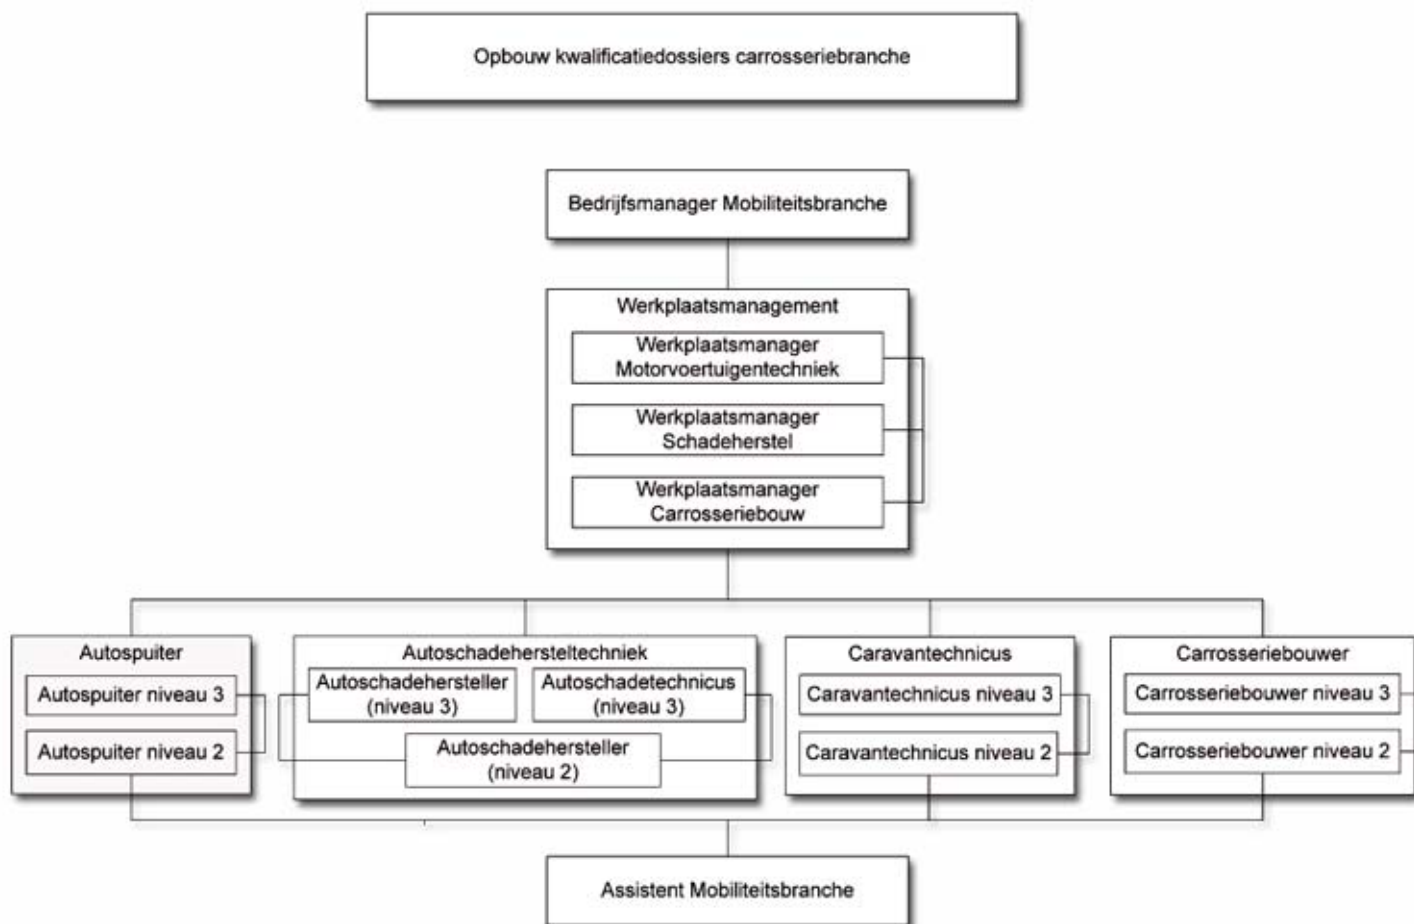 Opbouw kwalificatiedossiers carrosseriebranche
Bedrijfsmanager Mobiliteitsbranche
Werkplaatsmanagement
Werkplaatsmanager
Motorvoertuigentechniek
Werkplaatsmanager
Schadeherstel
Werkplaatsmanager
Carrosseriebouw
Autospuiter
Autospuiter niveau 3
Autospuiter niveau 2
Autoschadehersteltechniek
Autoschadehersteller
(niveau 3)
Autoschadetechnicus
(niveau 3)
Autoschadehersteller
(niveau 2)
Caravantechnicus
Caravantechnicus niveau 3
Caravantechnicus niveau 2
Carrosseriebouwer
Carrosseriebouwer niveau 3
Carrosseriebouwer niveau 2
Assistent Mobiliteitsbranche